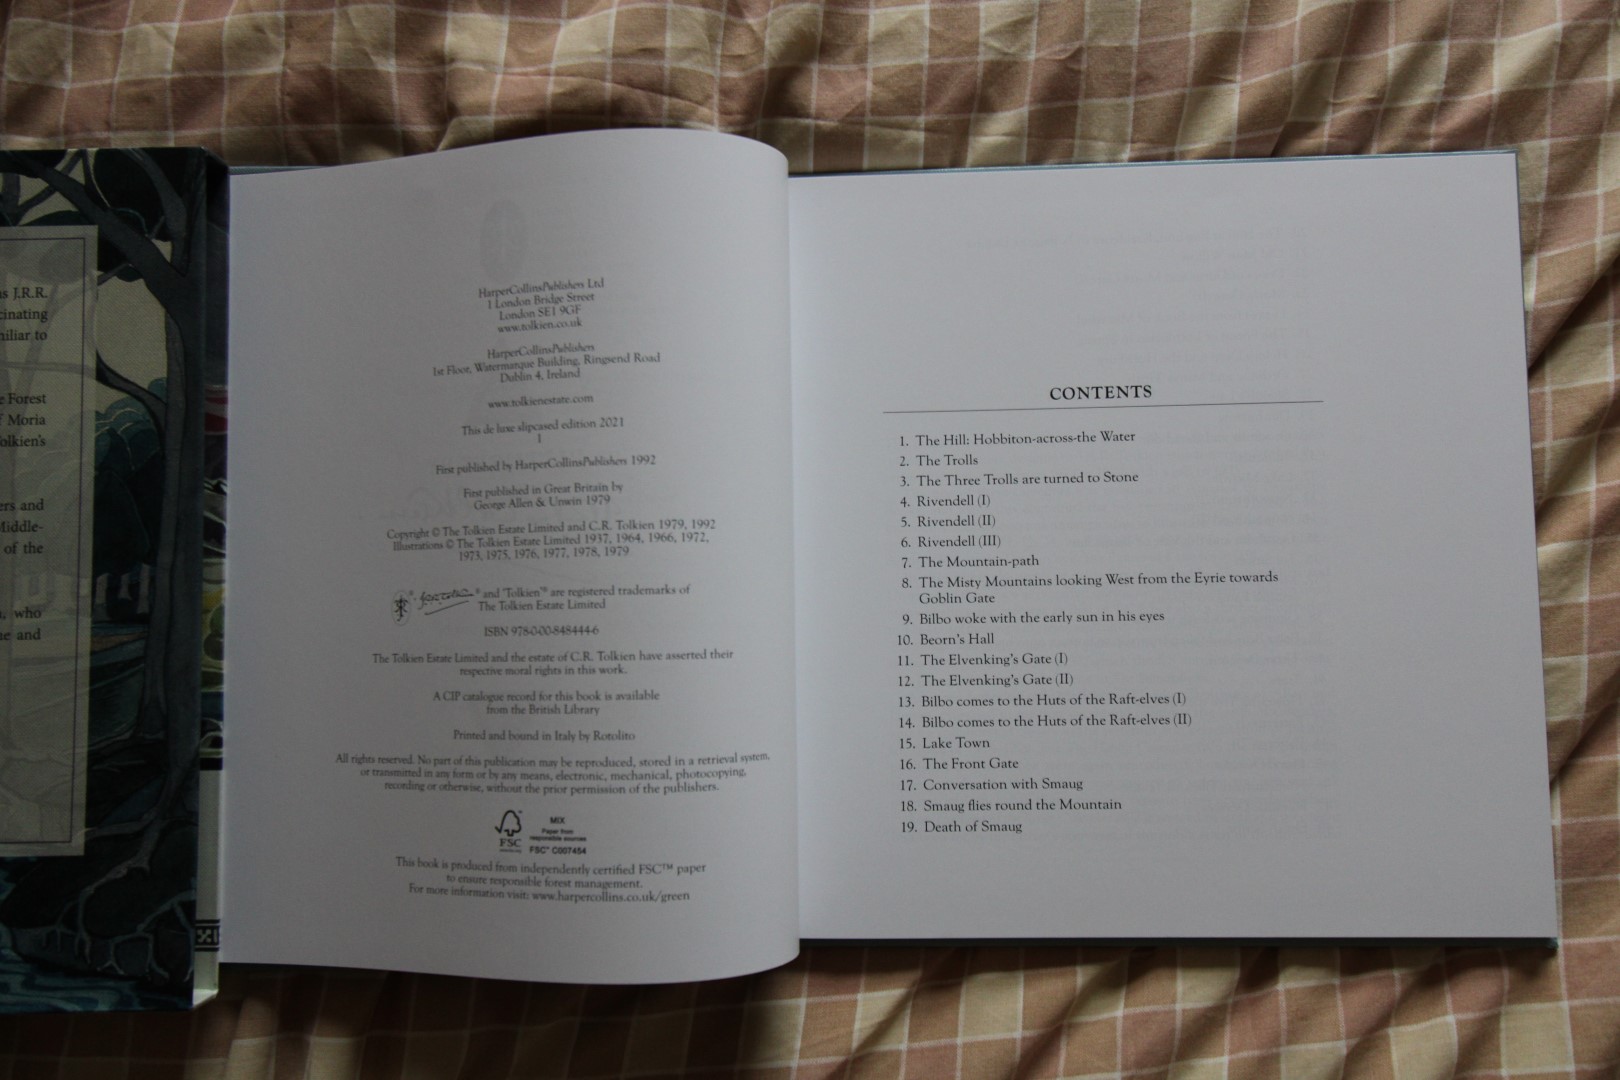 s J.R.R.
cinating
niliar to
e Forest
f Moria
olkien's
ers and
Middle-
of the
, who
ne and
HarperCollinsPublishers Ltd
1 London Bridge Street
London SE1 9GF
www.tolkien.co.uk
HarperCollinsPublishers
1st Floor, Watermarque Building, Ringsend Road
Dublin 4, Ireland
www.tolkienestate.com
This de luxe slipcased edition 2021
1
First published by HarperCollinsPublishers 1992
First published in Great Britain by
George Allen & Unwin 1979
Copyright © The Tolkien Estate Limited and C.R. Tolkien 1979, 1992
Illustrations © The Tolkien Estate Limited 1937, 1964, 1966, 1972,
1973, 1975, 1976, 1977, 1978, 1979
® and 'Tolkien'® are registered trademarks of
The Tolkien Estate Limited
ISBN 978-0-00-848444-6
The Tolkien Estate Limited and the estate of C.R. Tolkien have asserted their
respective moral rights in this work.
A CIP catalogue record for this book is available
from the British Library
Printed and bound in Italy by Rotolito
All rights reserved. No part of this publication may be reproduced, stored in a retrieval system,
or transmitted in any form or by any means, electronic, mechanical, photocopying,
recording or otherwise, without the prior permission of the publishers.
FSC
MIX
Paper from
responsible sources
FSC™ C007454
This book is produced from independently certified FSC™ paper
to ensure responsible forest management.
For more information visit: www.harpercollins.co.uk/green
CONTENTS
1. The Hill: Hobbiton-across-the Water
2. The Trolls
3. The Three Trolls are turned to Stone
4. Rivendell (I)
5. Rivendell (II)
6. Rivendell (III)
7. The Mountain-path
8. The Misty Mountains looking West from the Eyrie towards
Goblin Gate
9. Bilbo woke with the early sun in his eyes
10. Beorn's Hall
11. The Elvenking's Gate (I)
12. The Elvenking's Gate (II)
13. Bilbo comes to the Huts of the Raft-elves (I)
14. Bilbo comes to the Huts of the Raft-elves (II)
15. Lake Town
16. The Front Gate
17. Conversation with Smaug
18. Smaug flies round the Mountain
19. Death of Smaug